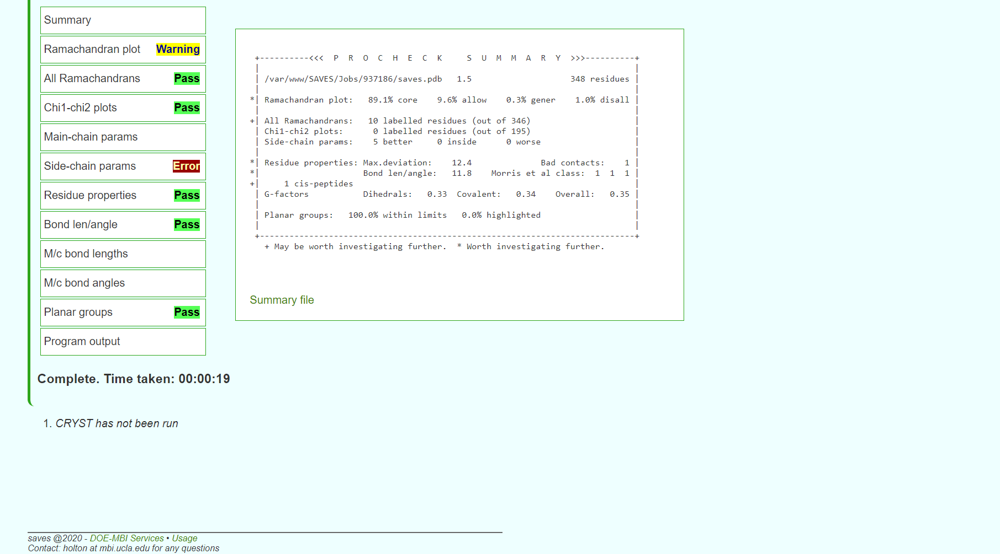 Summary
Ramachandran plot Warning
All Ramachandrans Pass
Chi1-chi2 plots Pass
Main-chain params
Side-chain params Error
Residue properties Pass
Bond len/angle Pass
M/c bond lengths
M/c bond angles
Planar groups Pass
Program output
+----------<<<  P  R  O  C  H  E  C  K     S  U  M  M  A  R  Y  >>>----------+
|                                                                            |
| /var/www/SAVES/Jobs/937186/saves.pdb   1.5                    348 residues |
|                                                                            |
*| Ramachandran plot:   89.1% core    9.6% allow    0.3% gener    1.0% disall |
|                                                                            |
+| All Ramachandrans:   10 labelled residues (out of 346)                     |
| Chi1-chi2 plots:      0 labelled residues (out of 195)                     |
| Side-chain params:    5 better     0 inside      0 worse                   |
|                                                                            |
*| Residue properties: Max.deviation:    12.4              Bad contacts:    1 |
*|                     Bond len/angle:   11.8    Morris et al class:  1  1  1 |
+|     1 cis-peptides                                                         |
| G-factors           Dihedrals:   0.33  Covalent:   0.34    Overall:   0.35 |
|                                                                            |
| Planar groups:   100.0% within limits   0.0% highlighted                   |
|                                                                            |
+----------------------------------------------------------------------------+
+ May be worth investigating further.  * Worth investigating further.
Summary file
Complete. Time taken: 00:00:19
1. CRYST has not been run
saves @2020 - DOE-MBI Services • Usage
Contact: holton at mbi.ucla.edu for any questions